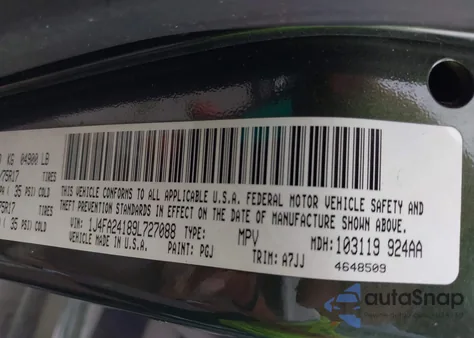 KG 04900 LB
/75R17 TIRES
PA ( 35 PSI) COLD
75R17 TIRES
( 35 PSI) COLD
THIS VEHICLE CONFORMS TO ALL APPLICABLE U.S.A. FEDERAL MOTOR VEHICLE SAFETY AND
THEFT PREVENTION STANDARDS IN EFFECT ON THE DATE OF MANUFACTURE SHOWN ABOVE.
VIN: 1J4FA24189L727088 TYPE: MPV MDH: 103119 924AA
MADE IN U.S.A. PAINT: PGJ TRIM: A7JJ 4648509
autoSnap